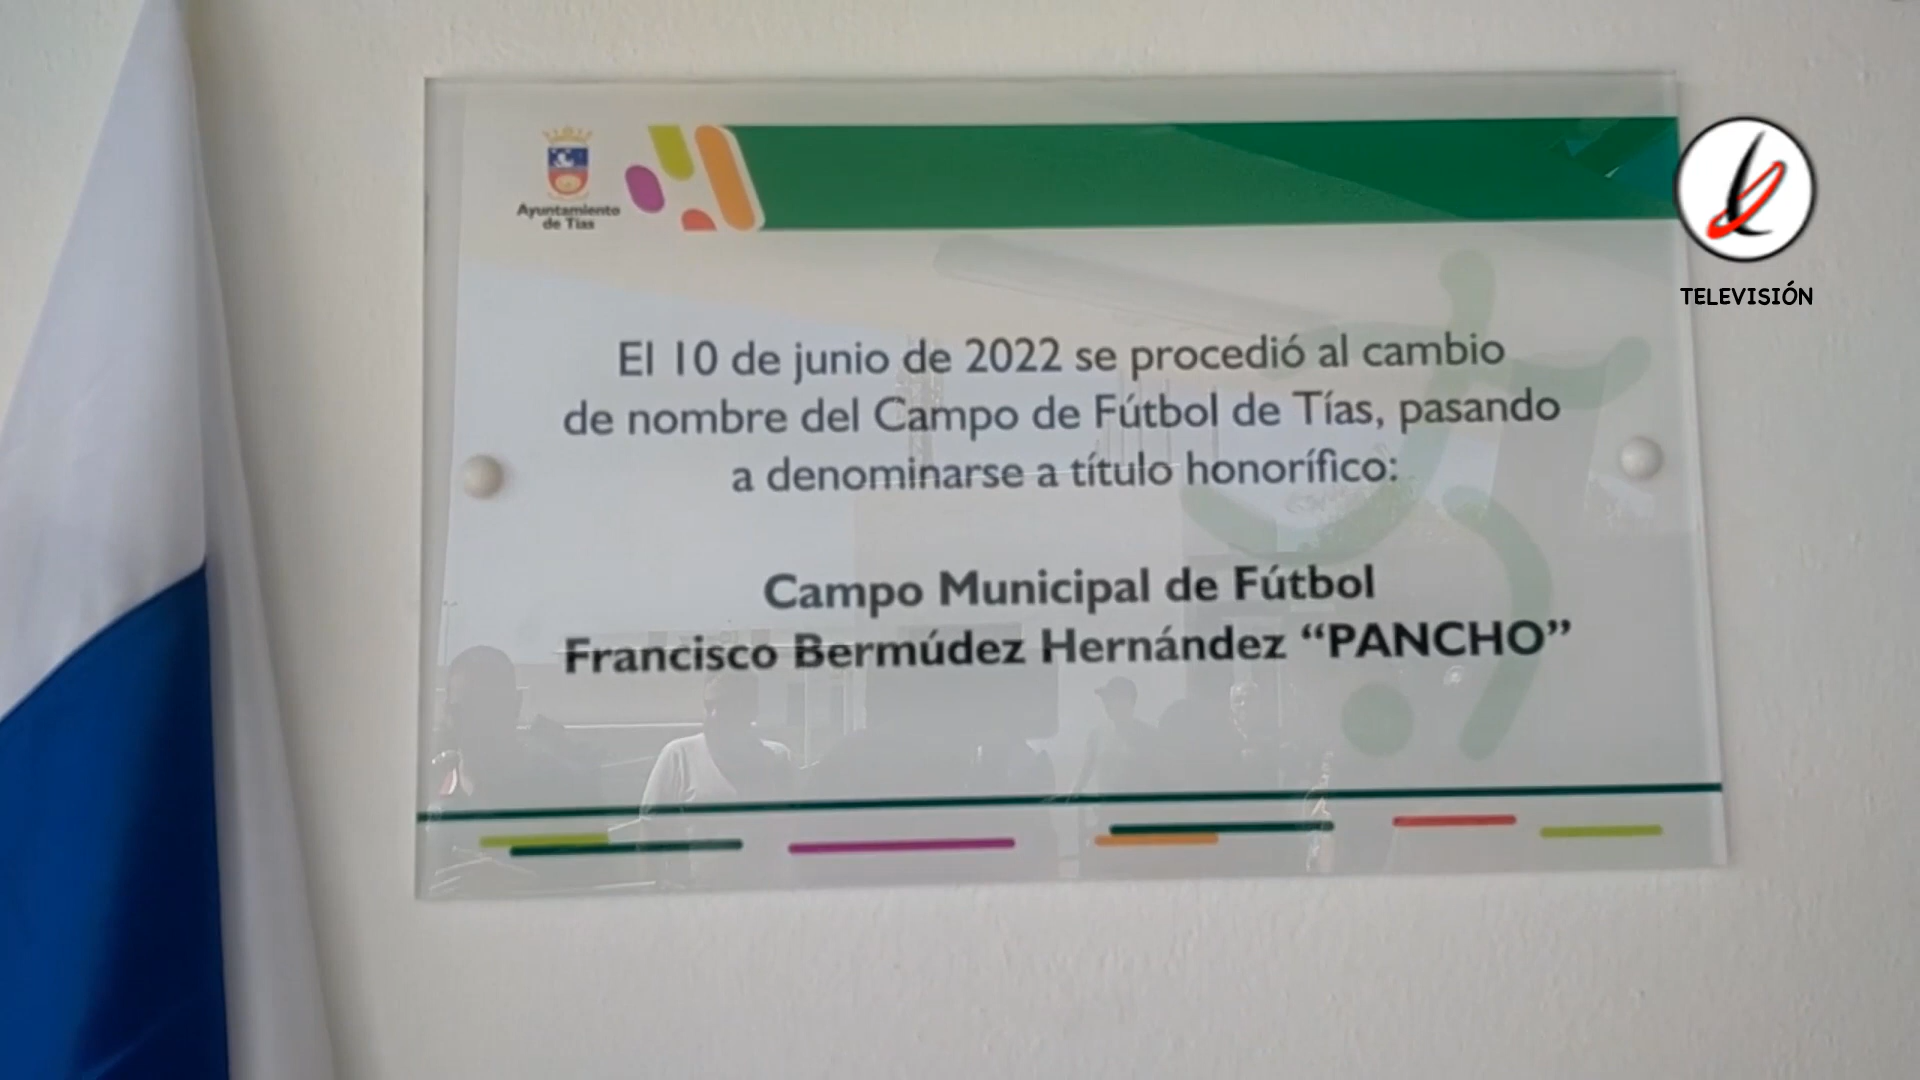 Ayuntamiento
de Tías
TELEVISIÓN
El 10 de junio de 2022 se procedió al cambio
de nombre del Campo de Fútbol de Tías, pasando
a denominarse a título honorífico:
Campo Municipal de Fútbol
Francisco Bermúdez Hernández “PANCHO”